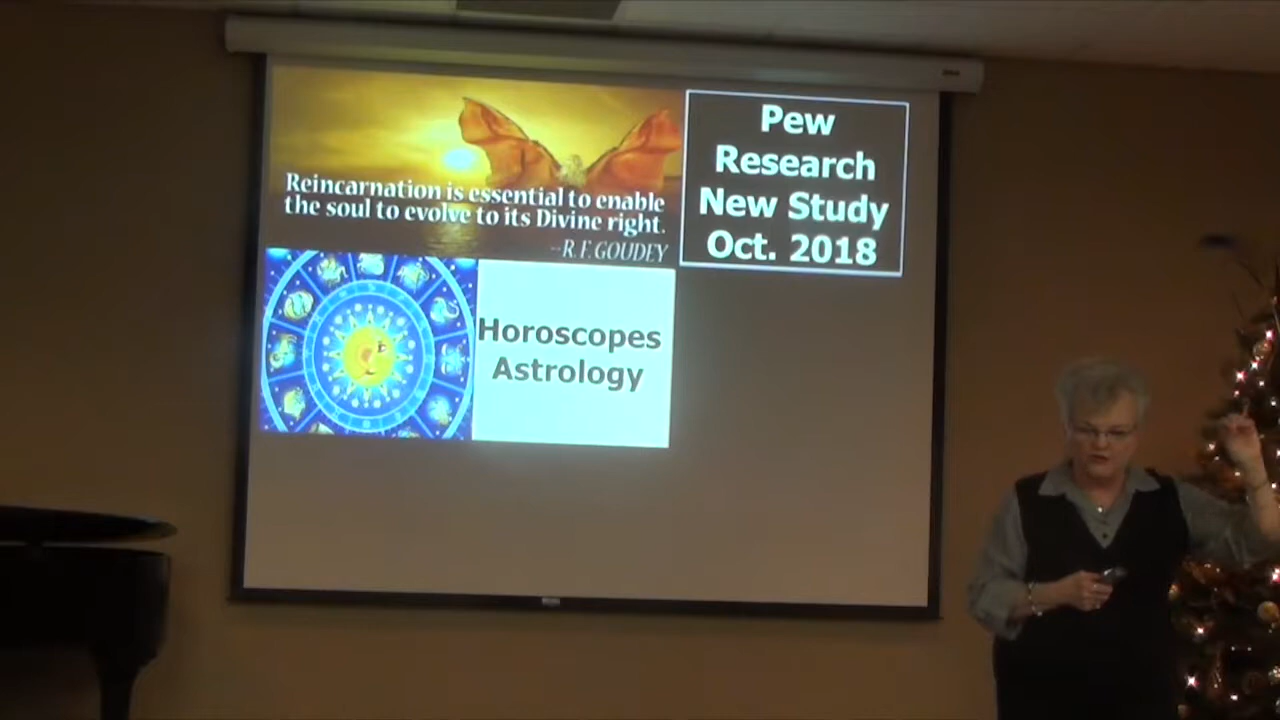 Reincarnation is essential to enable
the soul to evolve to its Divine right.
--R. F. GOUDEY
Pew
Research
New Study
Oct. 2018
Horoscopes
Astrology